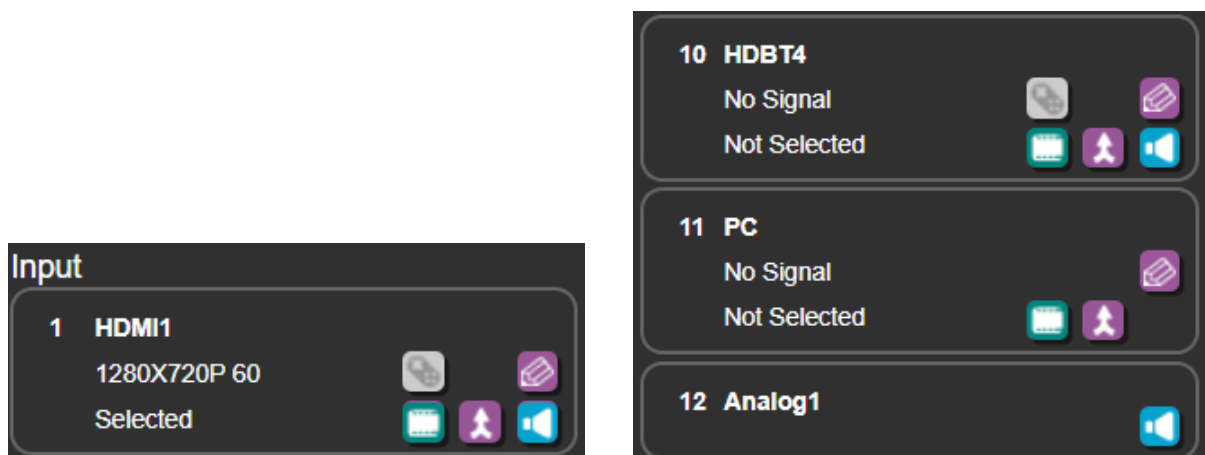 Input
1 HDMI1
1280X720P 60
Selected
10 HDBT4
No Signal
Not Selected
11 PC
No Signal
Not Selected
12 Analog1